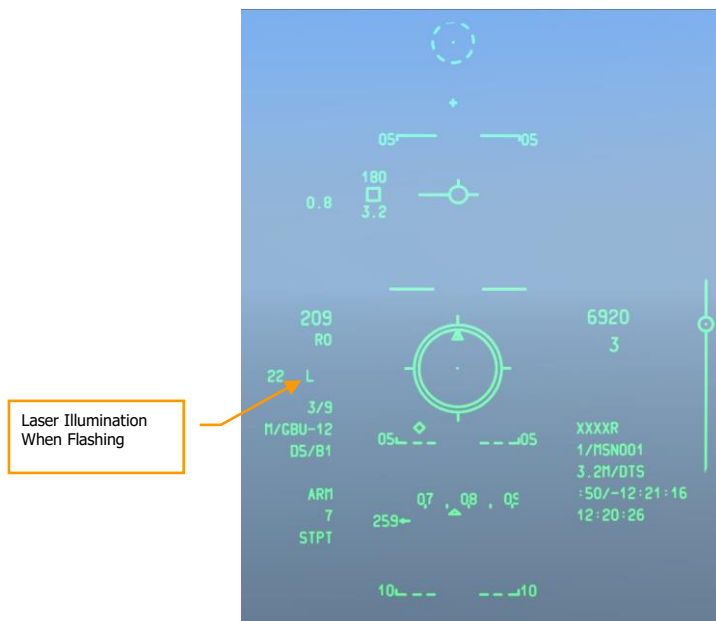 05 05
180
0.8
3.2
209
RO
6920
3
22 L
3/9
M/GBU-12
D5/B1
Laser Illumination
When Flashing
05 05
XXXXR
1/MSN001
3.2M/DTS
:50/-12:21:16
12:20:26
ARM
7
STPT
07 08 09
259
10 10